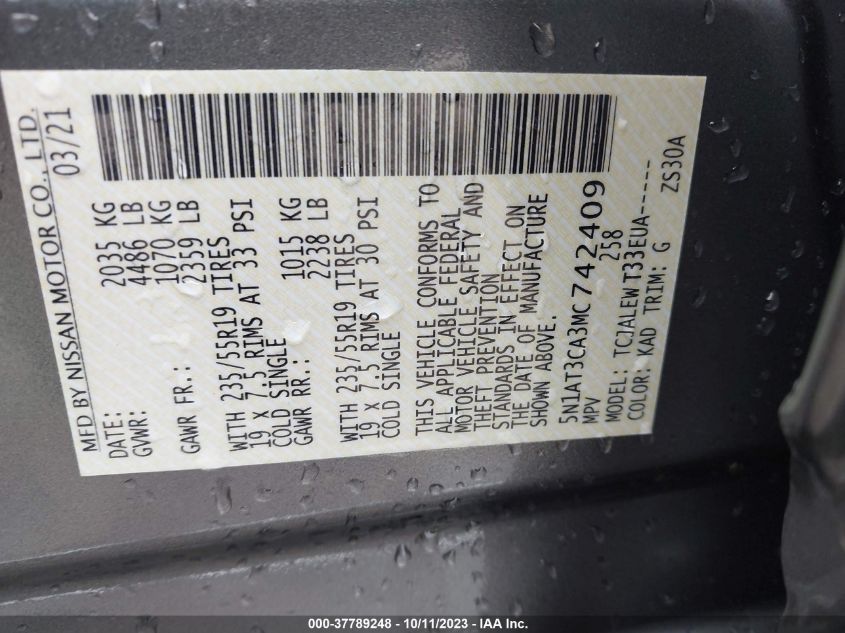 MFD BY NISSAN MOTOR CO., LTD.
DATE: 03/21
GVWR: 2035 KG
4486 LB
GAWR FR.: 1070 KG
2359 LB
WITH 235/55R19 TIRES
19 X 7.5 RIMS AT 33 PSI
COLD SINGLE
GAWR RR.: 1015 KG
2238 LB
WITH 235/55R19 TIRES
19 X 7.5 RIMS AT 30 PSI
COLD SINGLE
THIS VEHICLE CONFORMS TO
ALL APPLICABLE FEDERAL
MOTOR VEHICLE SAFETY AND
THEFT PREVENTION
STANDARDS IN EFFECT ON
THE DATE OF MANUFACTURE
SHOWN ABOVE.
5N1AT3CA3MC742409
MPV 258
MODEL: TCJALEW T33EUA-----
COLOR: KAD TRIM: G ZS30A
000-37789248 - 10/11/2023 - IAA Inc.